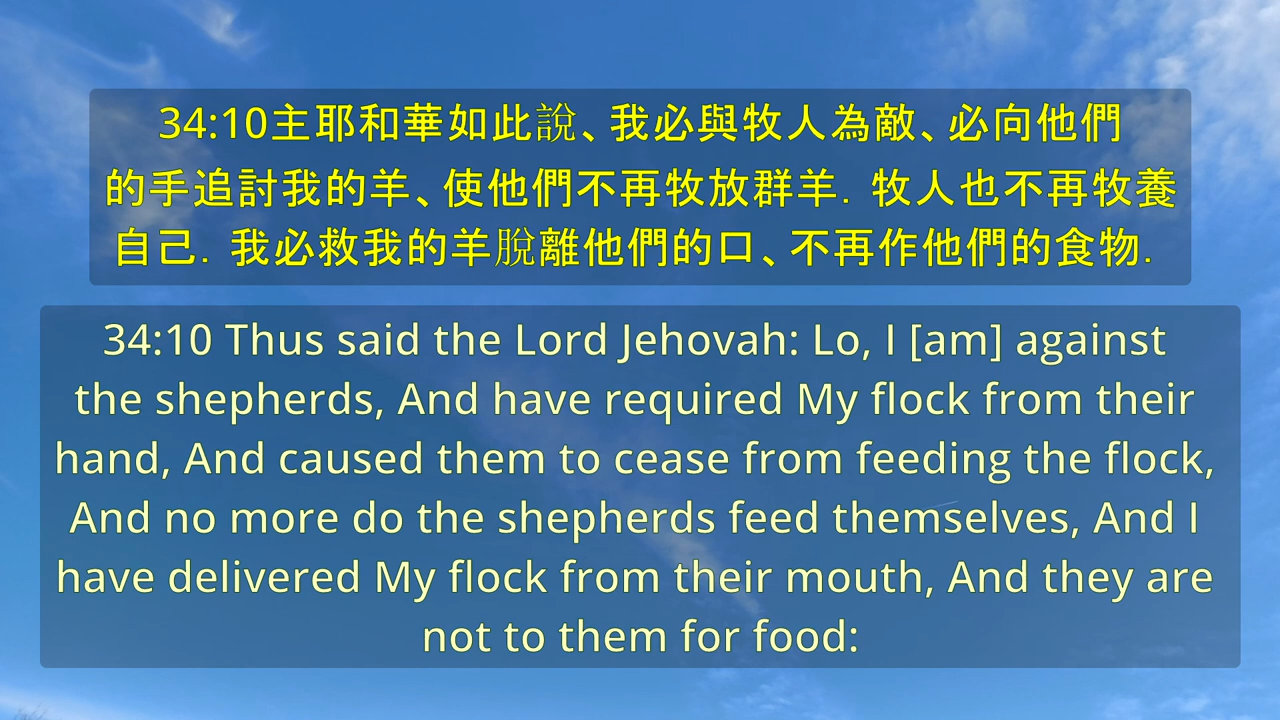 34:10主耶和華如此說、我必與牧人為敵、必向他們
的手追討我的羊、使他們不再牧放群羊．牧人也不再牧養
自己．我必救我的羊脫離他們的口、不再作他們的食物．
34:10 Thus said the Lord Jehovah: Lo, I [am] against
the shepherds, And have required My flock from their
hand, And caused them to cease from feeding the flock,
And no more do the shepherds feed themselves, And I
have delivered My flock from their mouth, And they are
not to them for food: